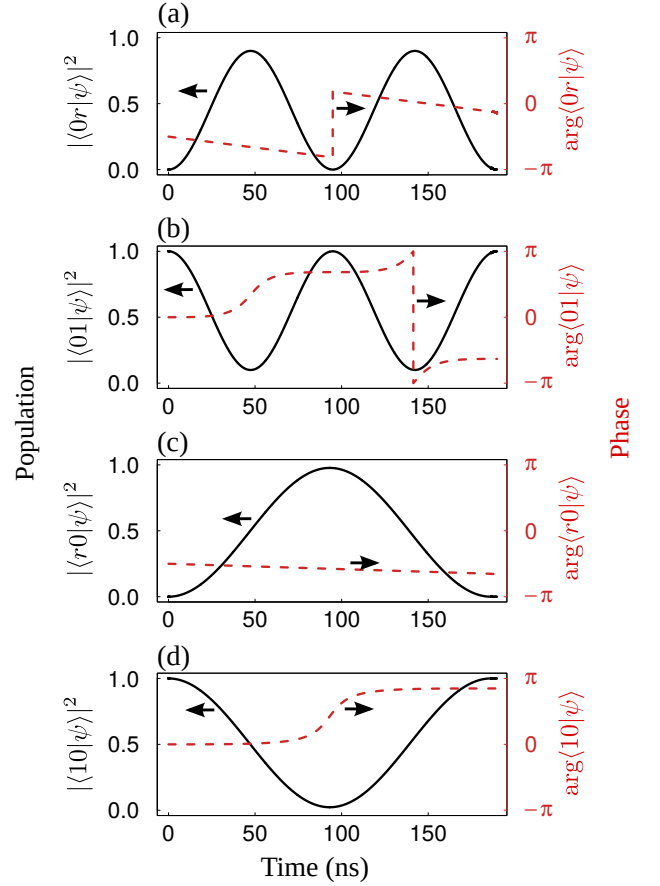 (a)
1.0
0.5
0.0
|⟨0r|ψ⟩|²
π
0
−π
arg⟨0r|ψ⟩
0 50 100 150
(b)
1.0
0.5
0.0
|⟨01|ψ⟩|²
π
0
−π
arg⟨01|ψ⟩
0 50 100 150
Population
Phase
(c)
1.0
0.5
0.0
|⟨r0|ψ⟩|²
π
0
−π
arg⟨r0|ψ⟩
0 50 100 150
(d)
1.0
0.5
0.0
|⟨10|ψ⟩|²
π
0
−π
arg⟨10|ψ⟩
0 50 100 150
Time (ns)